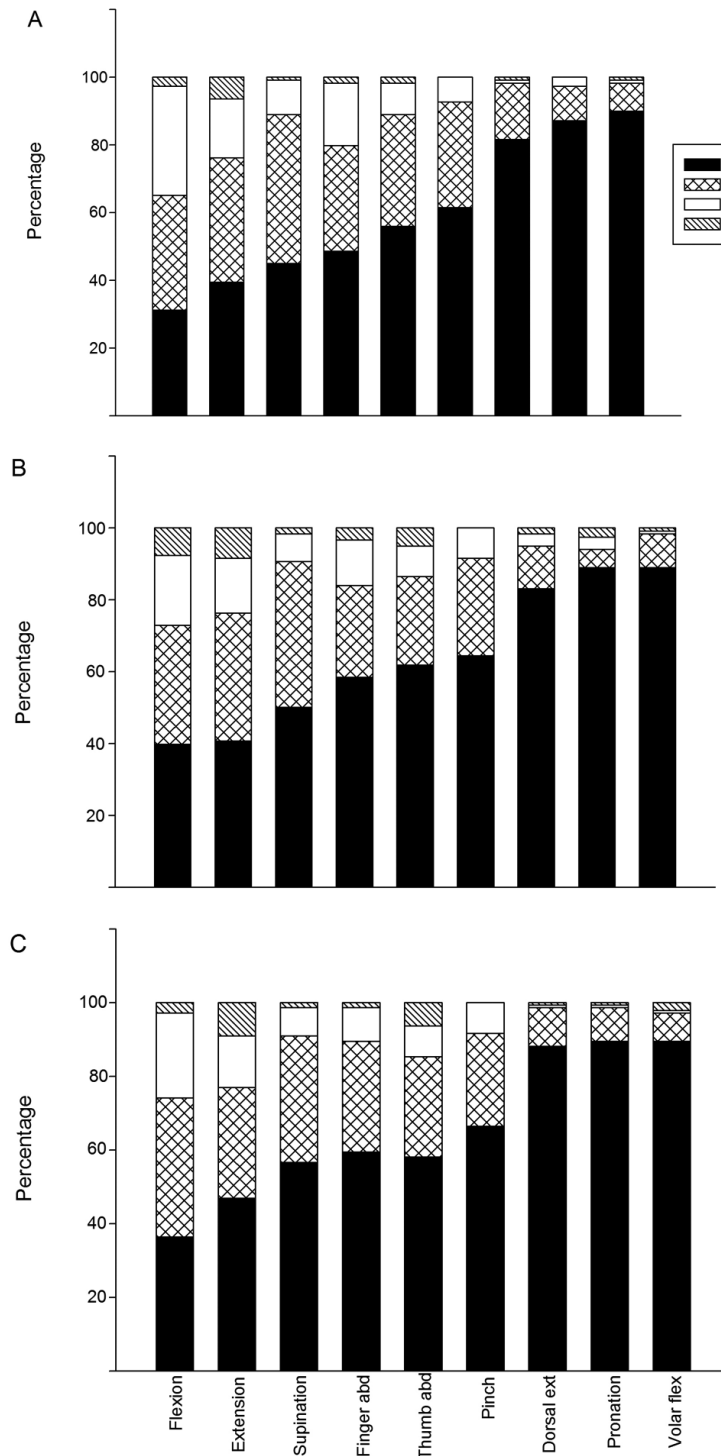 A
Percentage
100
80
60
40
20
B
Percentage
100
80
60
40
20
C
Percentage
100
80
60
40
20
Flexion
Extension
Supination
Finger abd
Thumb abd
Pinch
Dorsal ext
Pronation
Volar flex